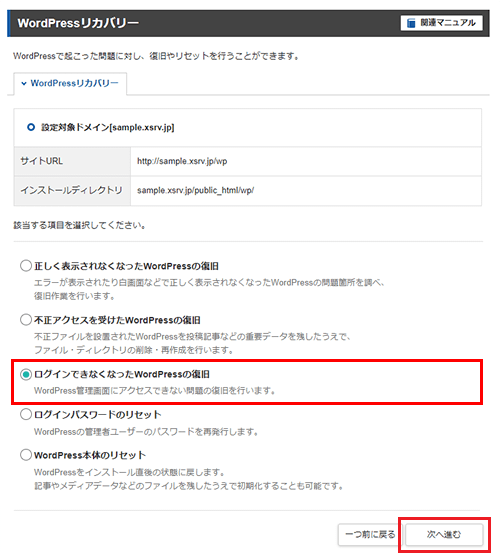 WordPressリカバリー
関連マニュアル
WordPressで起こった問題に対し、復旧やリセットを行うことができます。
WordPressリカバリー
設定対象ドメイン[sample.xsrv.jp]
サイトURL http://sample.xsrv.jp/wp
インストールディレクトリ sample.xsrv.jp/public_html/wp/
該当する項目を選択してください。
正しく表示されなくなったWordPressの復旧
エラーが表示されたり白画面などで正しく表示されなくなったWordPressの問題箇所を調べ、
復旧作業を行います。
不正アクセスを受けたWordPressの復旧
不正ファイルを設置されたWordPressを投稿記事などの重要データを残したうえで、
ファイル・ディレクトリの削除・再作成を行います。
ログインできなくなったWordPressの復旧
WordPress管理画面にアクセスできない問題の復旧を行います。
ログインパスワードのリセット
WordPressの管理者ユーザーのパスワードを再発行します。
WordPress本体のリセット
WordPressをインストール直後の状態に戻します。
記事やメディアデータなどのファイルを残したうえで初期化することも可能です。
一つ前に戻る
次へ進む